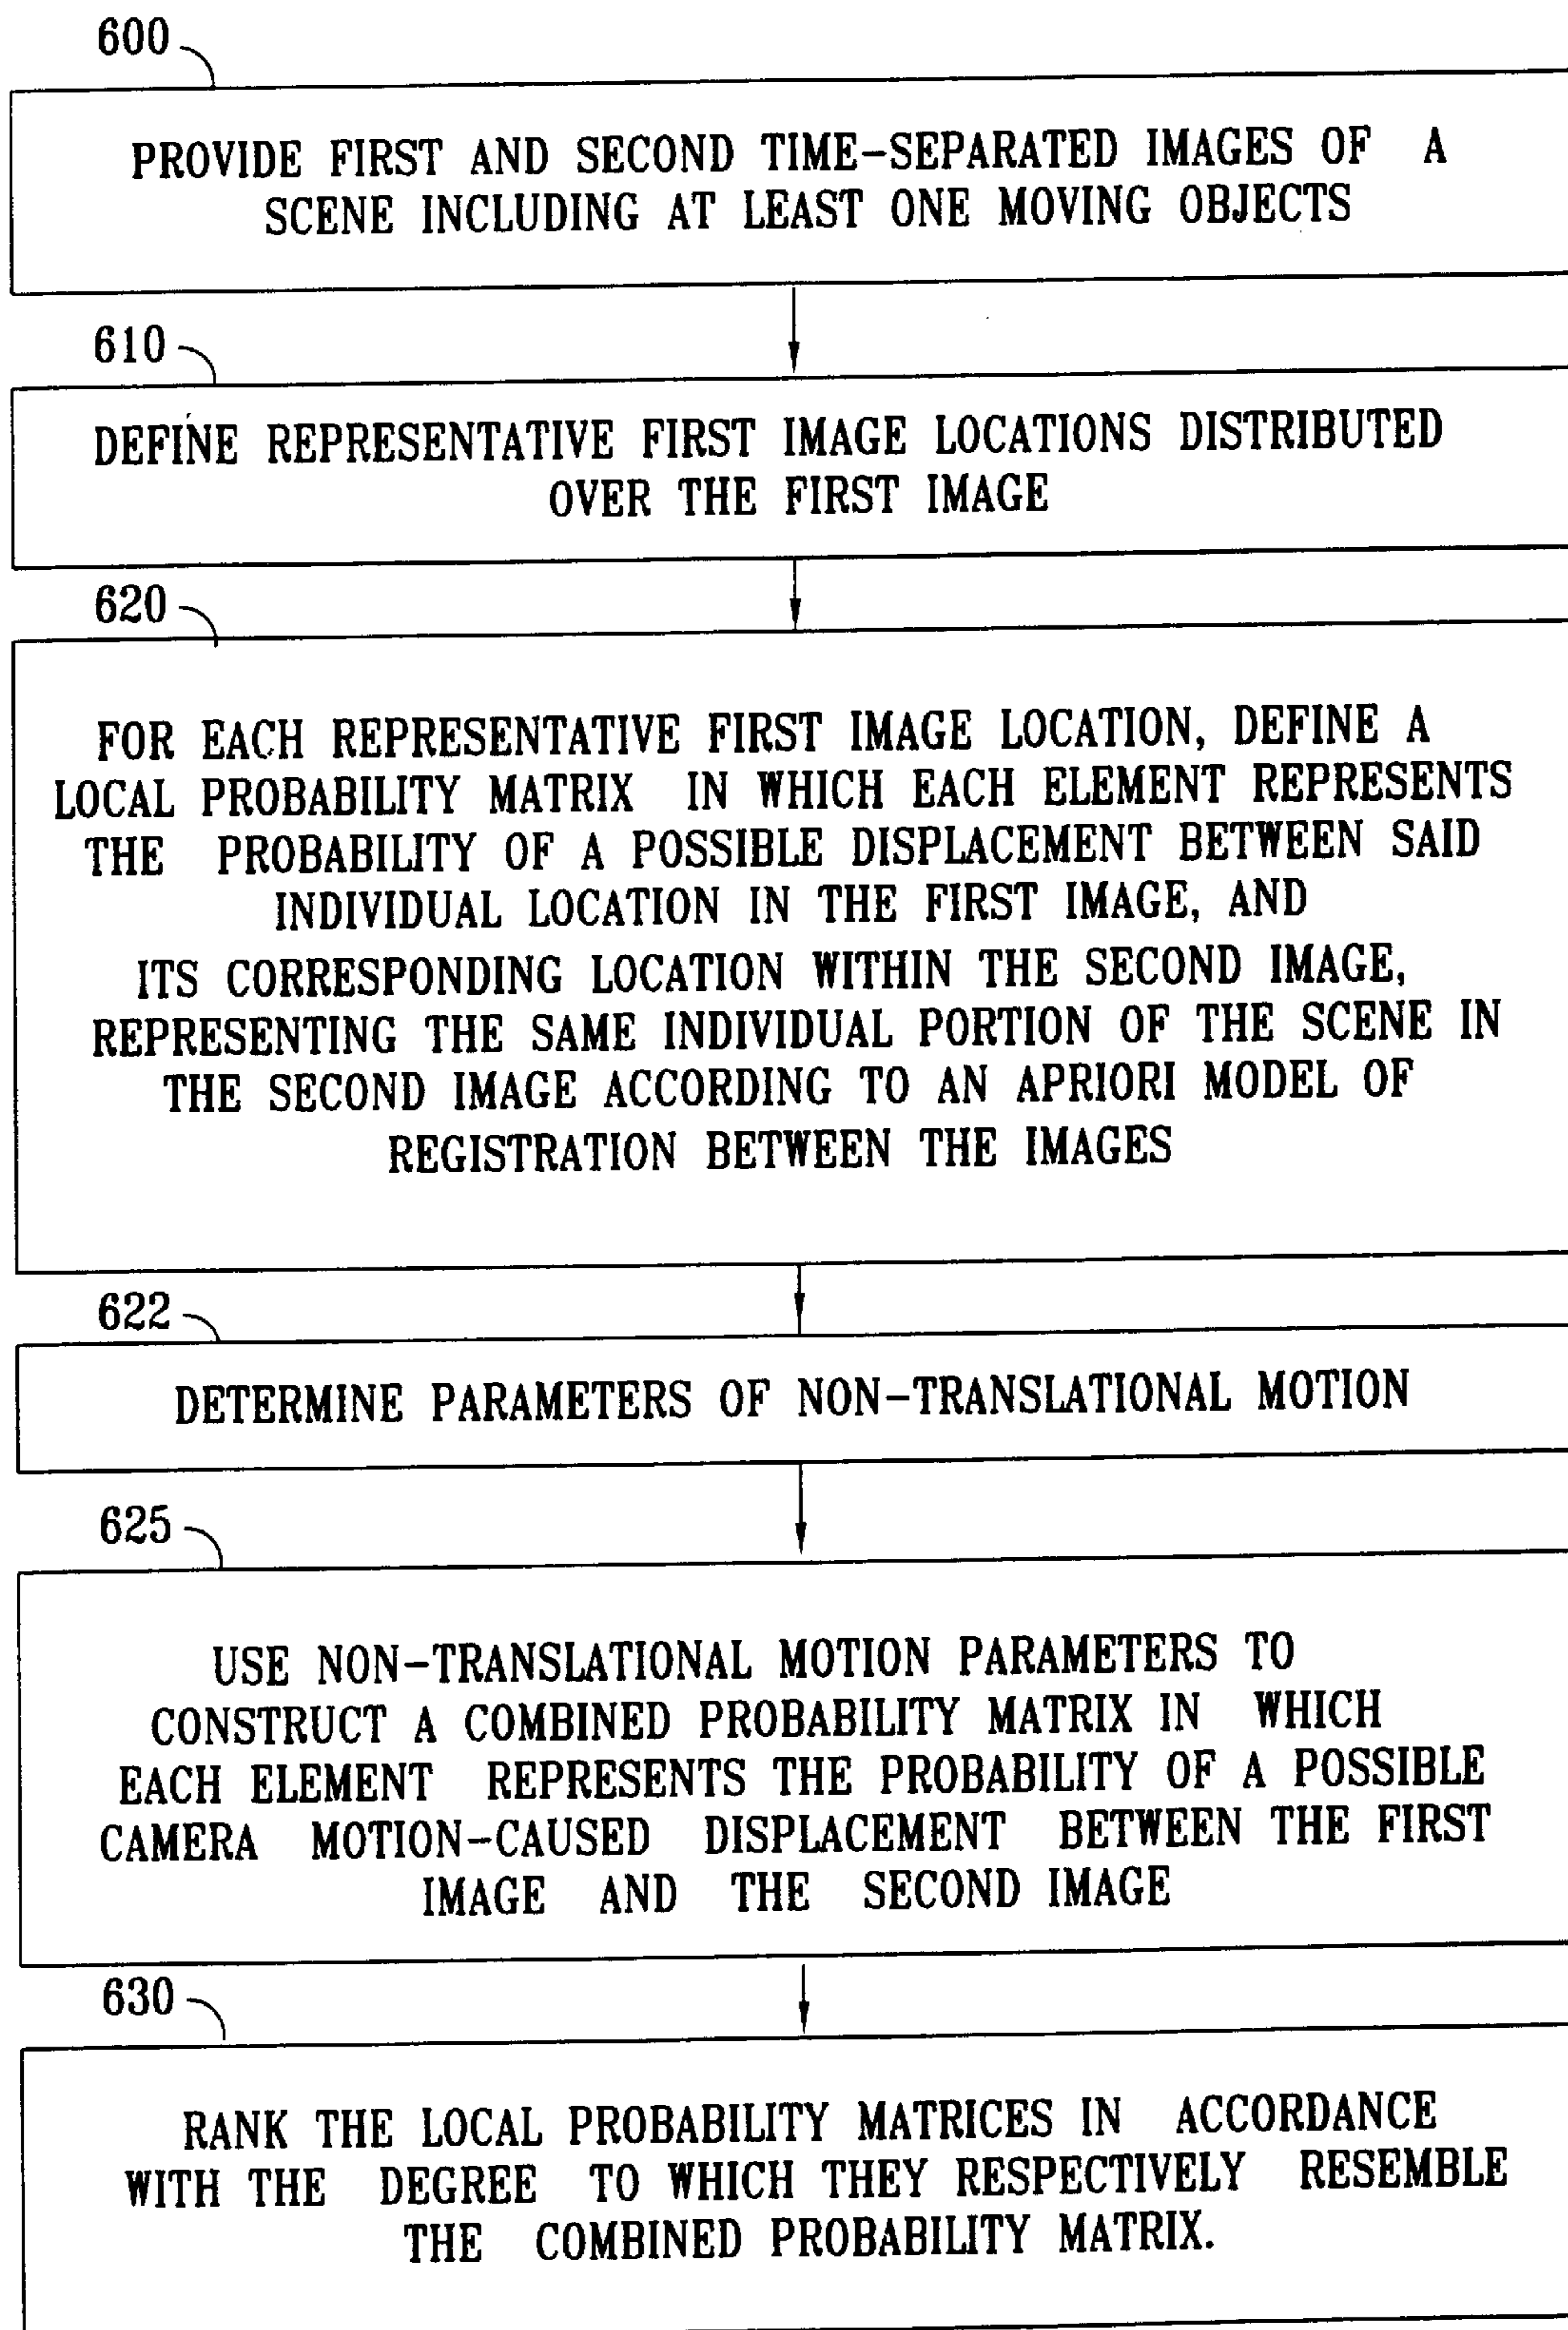 600
PROVIDE FIRST AND SECOND TIME-SEPARATED IMAGES OF A
SCENE INCLUDING AT LEAST ONE MOVING OBJECTS
610
DEFINE REPRESENTATIVE FIRST IMAGE LOCATIONS DISTRIBUTED
OVER THE FIRST IMAGE
620
FOR EACH REPRESENTATIVE FIRST IMAGE LOCATION, DEFINE A
LOCAL PROBABILITY MATRIX IN WHICH EACH ELEMENT REPRESENTS
THE PROBABILITY OF A POSSIBLE DISPLACEMENT BETWEEN SAID
INDIVIDUAL LOCATION IN THE FIRST IMAGE, AND
ITS CORRESPONDING LOCATION WITHIN THE SECOND IMAGE,
REPRESENTING THE SAME INDIVIDUAL PORTION OF THE SCENE IN
THE SECOND IMAGE ACCORDING TO AN APRIORI MODEL OF
REGISTRATION BETWEEN THE IMAGES
622
DETERMINE PARAMETERS OF NON-TRANSLATIONAL MOTION
625
USE NON-TRANSLATIONAL MOTION PARAMETERS TO
CONSTRUCT A COMBINED PROBABILITY MATRIX IN WHICH
EACH ELEMENT REPRESENTS THE PROBABILITY OF A POSSIBLE
CAMERA MOTION-CAUSED DISPLACEMENT BETWEEN THE FIRST
IMAGE AND THE SECOND IMAGE
630
RANK THE LOCAL PROBABILITY MATRICES IN ACCORDANCE
WITH THE DEGREE TO WHICH THEY RESPECTIVELY RESEMBLE
THE COMBINED PROBABILITY MATRIX.